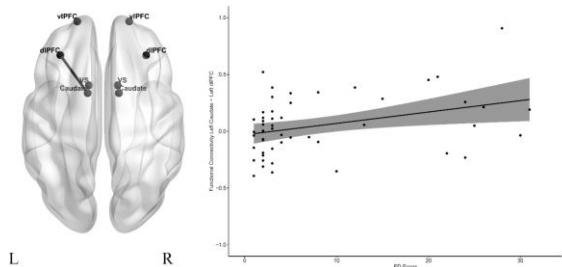 vlPFC vlPFC
dlPFC dlPFC
VS VS
Caudate Caudate
L R
Functional Connectivity Left Caudate - Left dlPFC
1.0
0.5
0.0
-0.5
-1.0
0 10 20 30